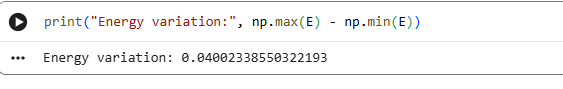 print("Energy variation:", np.max(E) - np.min(E))
Energy variation: 0.04002338550322193